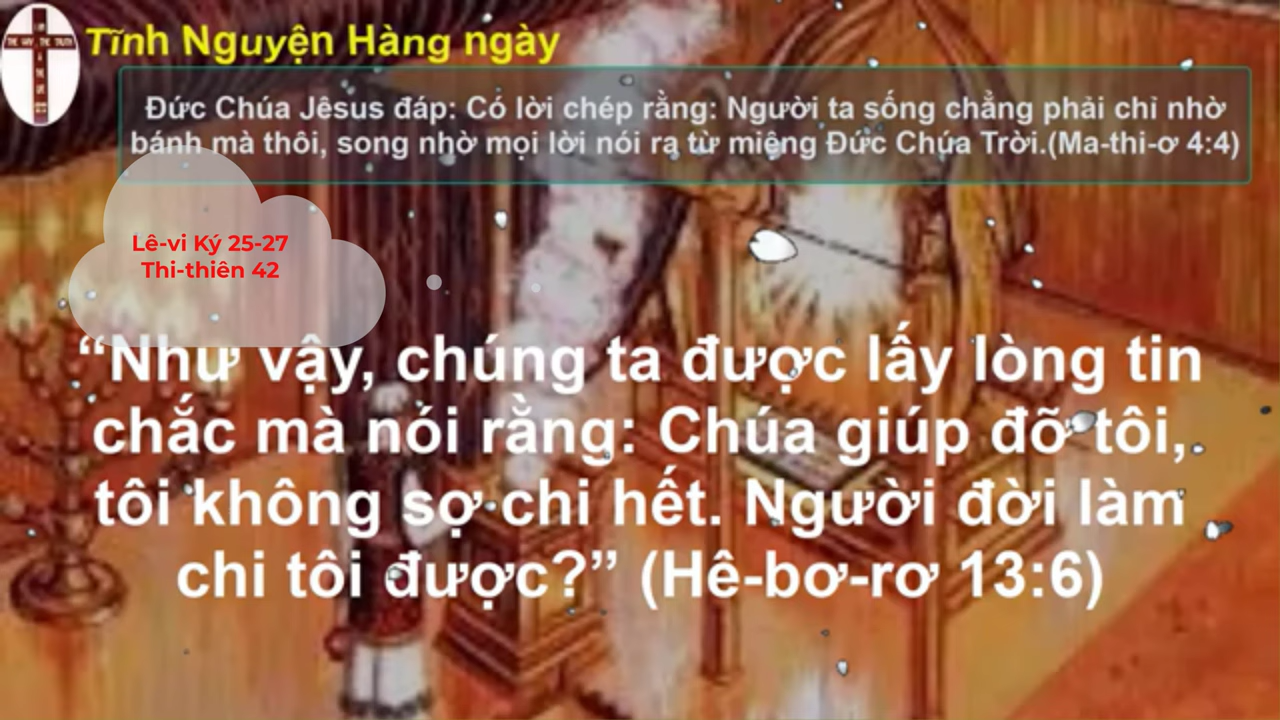 Tĩnh Nguyện Hàng ngày
Đức Chúa Jêsus đáp: Có lời chép rằng: Người ta sống chẳng phải chỉ nhờ
bánh mà thôi, song nhờ mọi lời nói ra từ miệng Đức Chúa Trời.(Ma-thi-ơ 4:4)
Lê-vi Ký 25-27
Thi-thiên 42
“Như vậy, chúng ta được lấy lòng tin
chắc mà nói rằng: Chúa giúp đỡ tôi,
tôi không sợ chi hết. Người đời làm
chi tôi được?” (Hê-bơ-rơ 13:6)